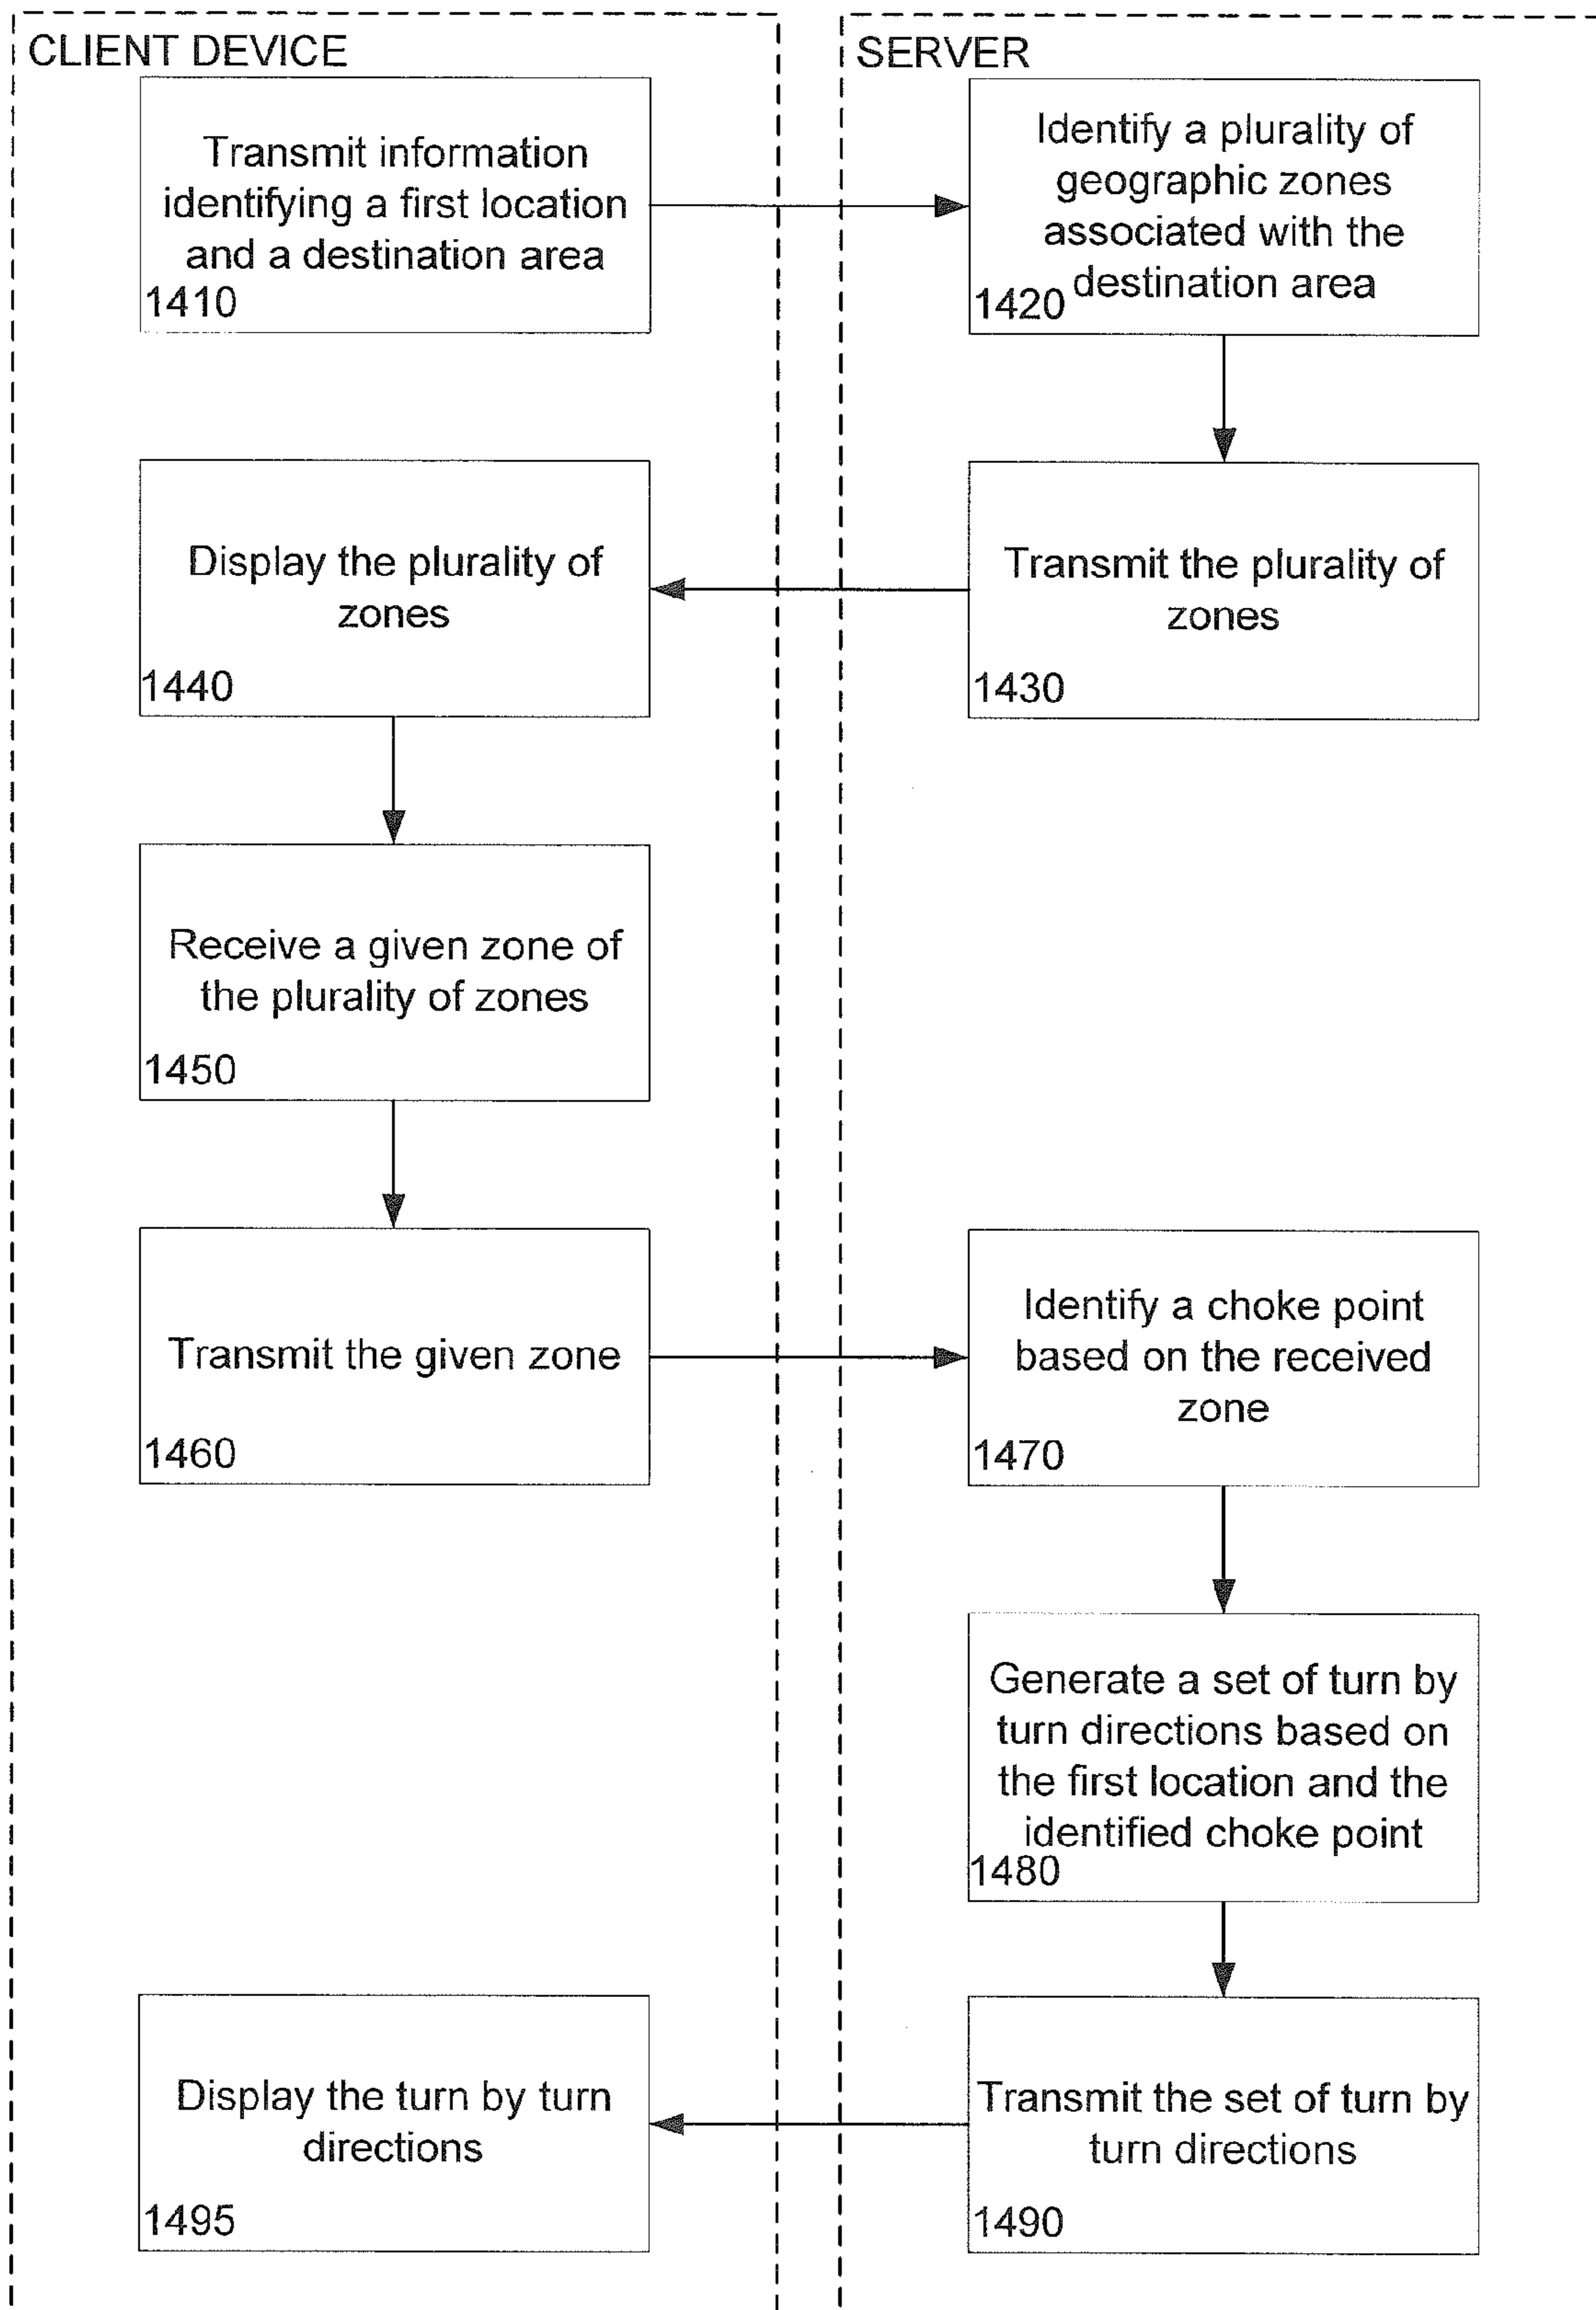 CLIENT DEVICE
SERVER
Transmit information
identifying a first location
and a destination area
1410
Identify a plurality of
geographic zones
associated with the
destination area
1420
Display the plurality of
zones
1440
Transmit the plurality of
zones
1430
Receive a given zone of
the plurality of zones
1450
Transmit the given zone
1460
Identify a choke point
based on the received
zone
1470
Generate a set of turn by
turn directions based on
the first location and the
identified choke point
1480
Display the turn by turn
directions
1495
Transmit the set of turn by
turn directions
1490